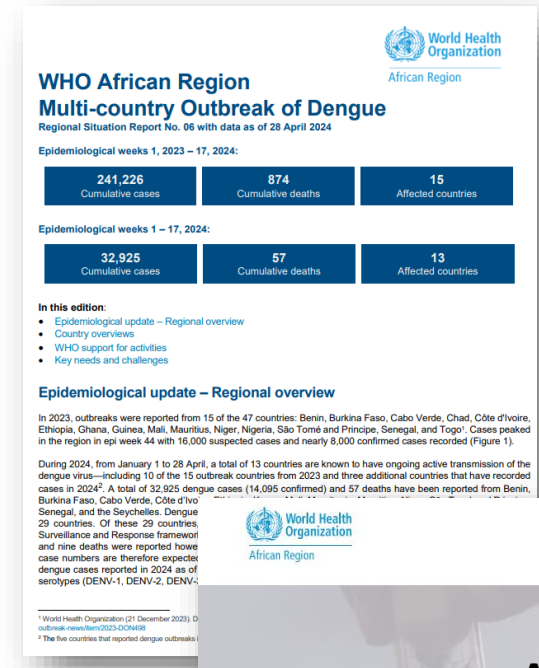 World Health
Organization
African Region
WHO African Region
Multi-country Outbreak of Dengue
Regional Situation Report No. 06 with data as of 28 April 2024
Epidemiological weeks 1, 2023 – 17, 2024:
241,226 874 15
Cumulative cases Cumulative deaths Affected countries
Epidemiological weeks 1 – 17, 2024:
32,925 57 13
Cumulative cases Cumulative deaths Affected countries
In this edition:
• Epidemiological update – Regional overview
• Country overviews
• WHO support for activities
• Key needs and challenges
Epidemiological update – Regional overview
In 2023, outbreaks were reported from 15 of the 47 countries: Benin, Burkina Faso, Cabo Verde, Chad, Côte d'Ivoire,
Ethiopia, Ghana, Guinea, Mali, Mauritius, Niger, Nigeria, São Tomé and Principe, Senegal, and Togo¹. Cases peaked
in the region in epi week 44 with 16,000 suspected cases and nearly 8,000 confirmed cases recorded (Figure 1).
During 2024, from January 1 to 28 April, a total of 13 countries are known to have ongoing active transmission of the
dengue virus—including 10 of the 15 outbreak countries from 2023 and three additional countries that have recorded
cases in 2024². A total of 32,925 dengue cases (14,095 confirmed) and 57 deaths have been reported from Benin,
Burkina Faso, Cabo Verde, Côte d'Ivo
Senegal, and the Seychelles. Dengue
29 countries. Of these 29 countries,
Surveillance and Response framewor
and nine deaths were reported howe
case numbers are therefore expected
dengue cases reported in 2024 as of
serotypes (DENV-1, DENV-2, DENV-
¹ World Health Organization (21 December 2023). D
outbreak-news/item/2023-DON498
² The five countries that reported dengue outbreaks i
World Health
Organization
African Region